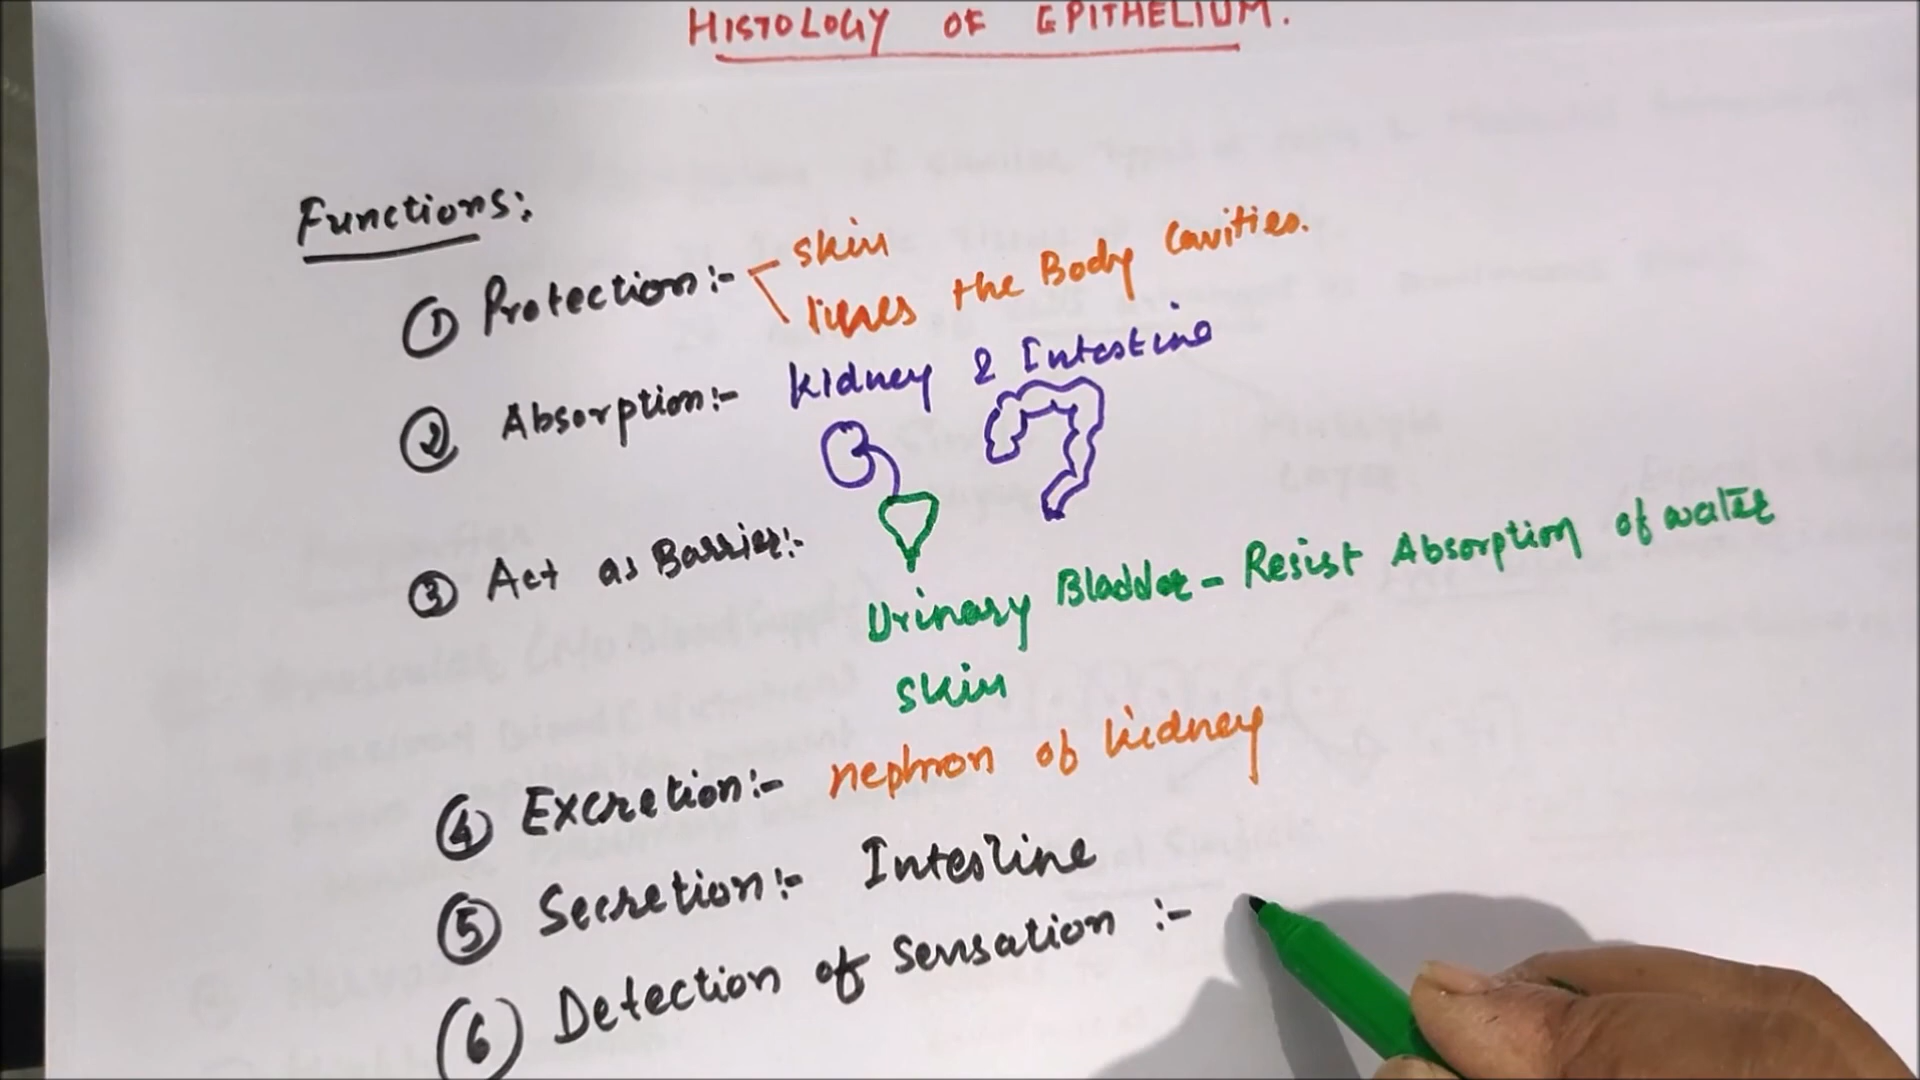 HISTOLOGY OF EPITHELIUM.
Functions:
① Protection:- skin
lines the Body Cavities.
② Absorption:- kidney & Intestine
③ Act as Barrier:-
Urinary Bladder - Resist Absorption of water
skin
④ Excretion:- nephron of kidney
⑤ Secretion:- Intestine
⑥ Detection of Sensation :-